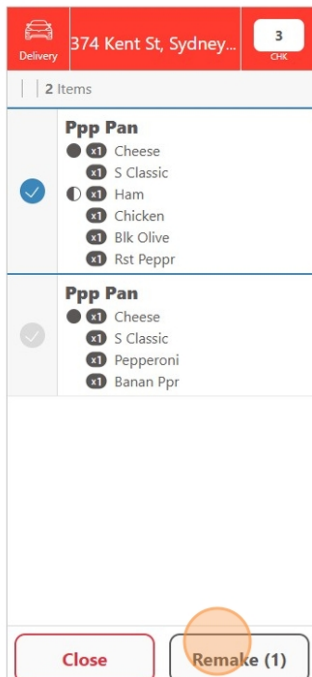 Delivery
374 Kent St, Sydney...
3
CHK
2 Items
Ppp Pan
x1 Cheese
x1 S Classic
x1 Ham
x1 Chicken
x1 Blk Olive
x1 Rst Peppr
Ppp Pan
x1 Cheese
x1 S Classic
x1 Pepperoni
x1 Banan Ppr
Close
Remake (1)